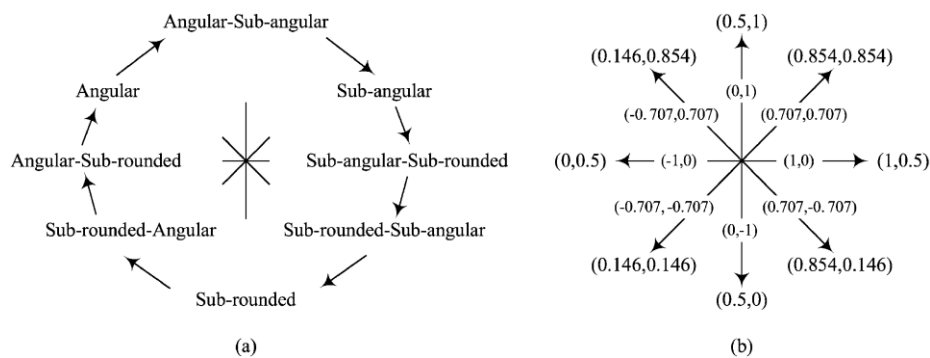 Angular-Sub-angular
Angular
Sub-angular
Angular-Sub-rounded
Sub-angular-Sub-rounded
Sub-rounded-Angular
Sub-rounded-Sub-angular
Sub-rounded
(a)
(0.5,1)
(0.146,0.854)
(0.854,0.854)
(0,1)
(-0.707,0.707)
(0.707,0.707)
(0,0.5)
(-1,0)
(1,0)
(1,0.5)
(-0.707,-0.707)
(0.707,-0.707)
(0,-1)
(0.146,0.146)
(0.854,0.146)
(0.5,0)
(b)